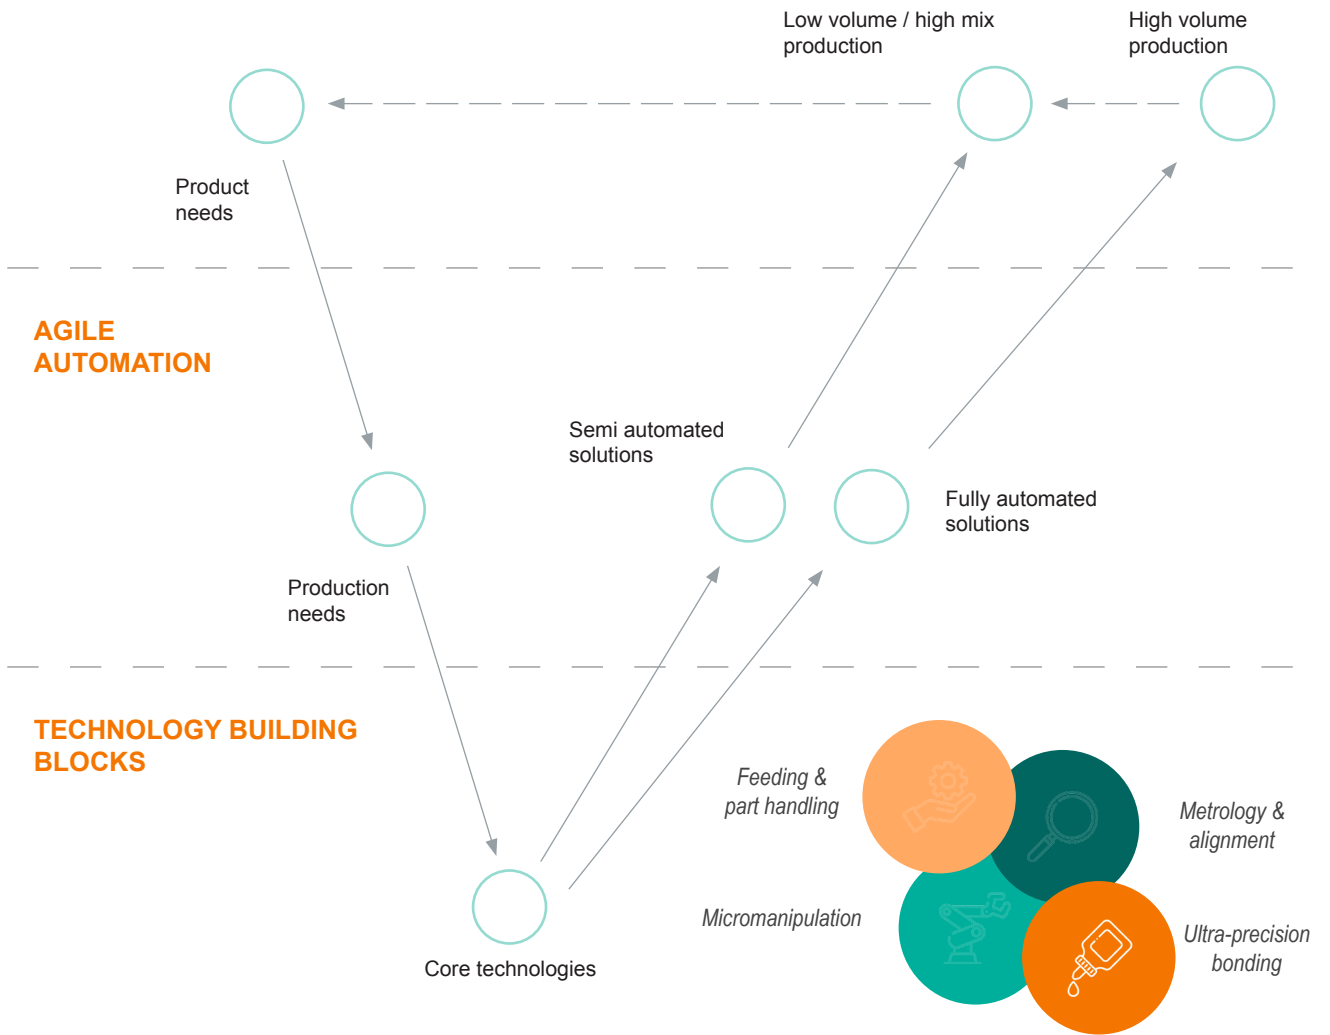 Low volume / high mix
production
High volume
production
Product
needs
AGILE
AUTOMATION
Semi automated
solutions
Fully automated
solutions
Production
needs
TECHNOLOGY BUILDING
BLOCKS
Feeding &
part handling
Metrology &
alignment
Micromanipulation
Ultra-precision
bonding
Core technologies